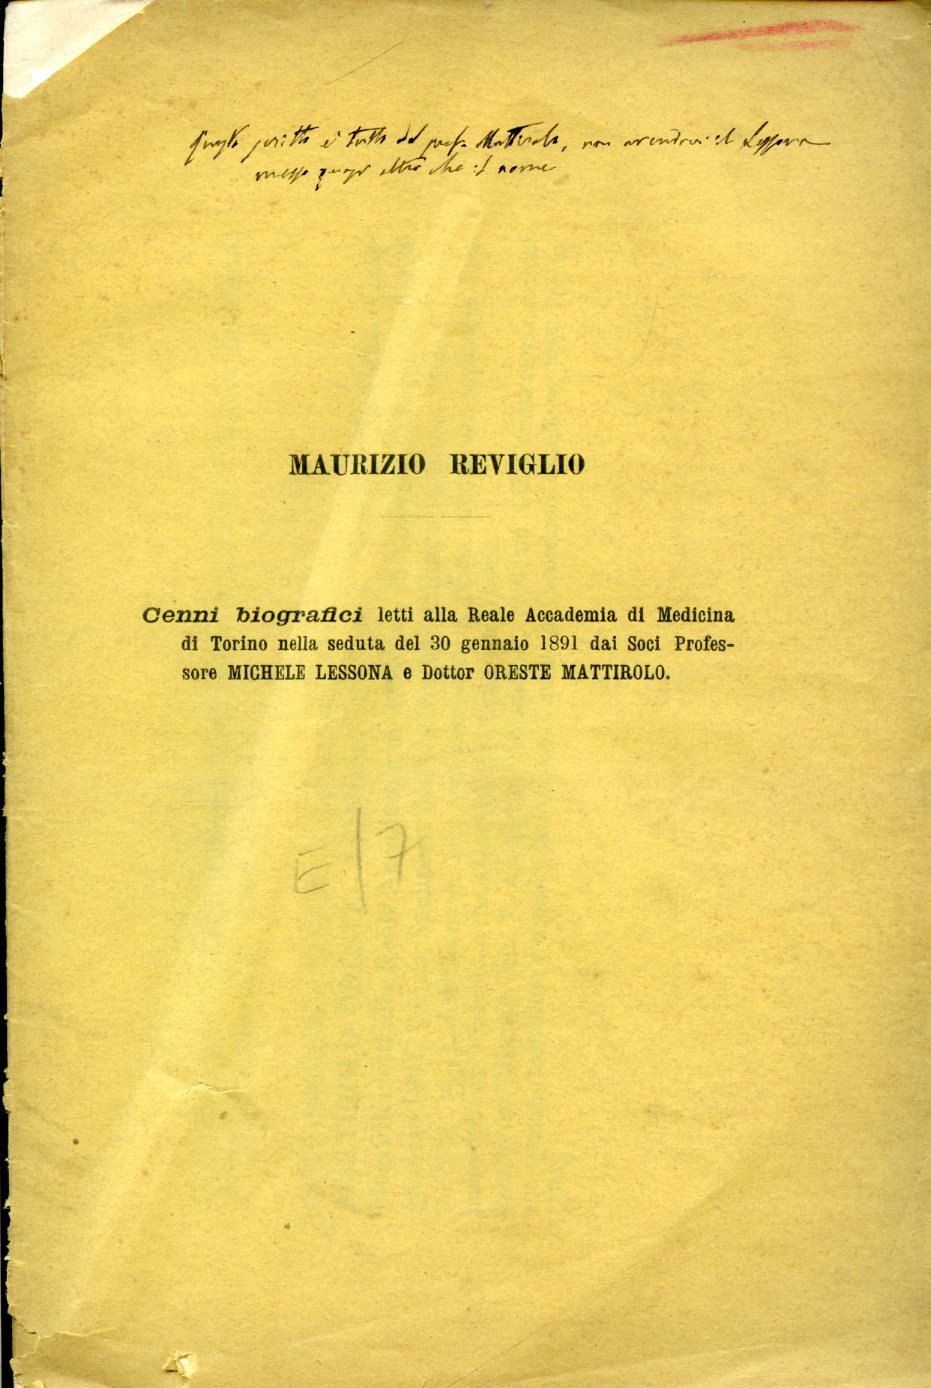 Questo scritto è tutto del prof. Mattirolo, non avendovi il Lessona
messo quasi altro che il nome
MAURIZIO REVIGLIO
Cenni biografici letti alla Reale Accademia di Medicina
di Torino nella seduta del 30 gennaio 1891 dai Soci Profes-
sore MICHELE LESSONA e Dottor ORESTE MATTIROLO.
E/7